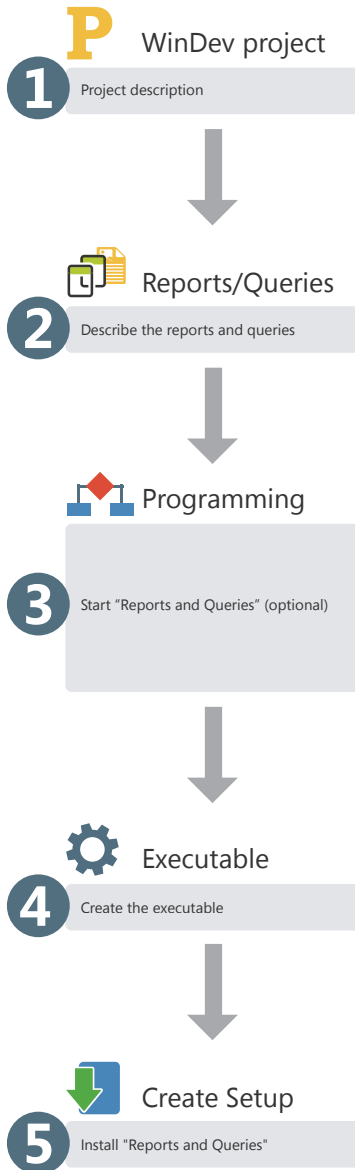 P WinDev project
1 Project description
Reports/Queries
2 Describe the reports and queries
Programming
3 Start “Reports and Queries” (optional)
Executable
4 Create the executable
Create Setup
5 Install "Reports and Queries"